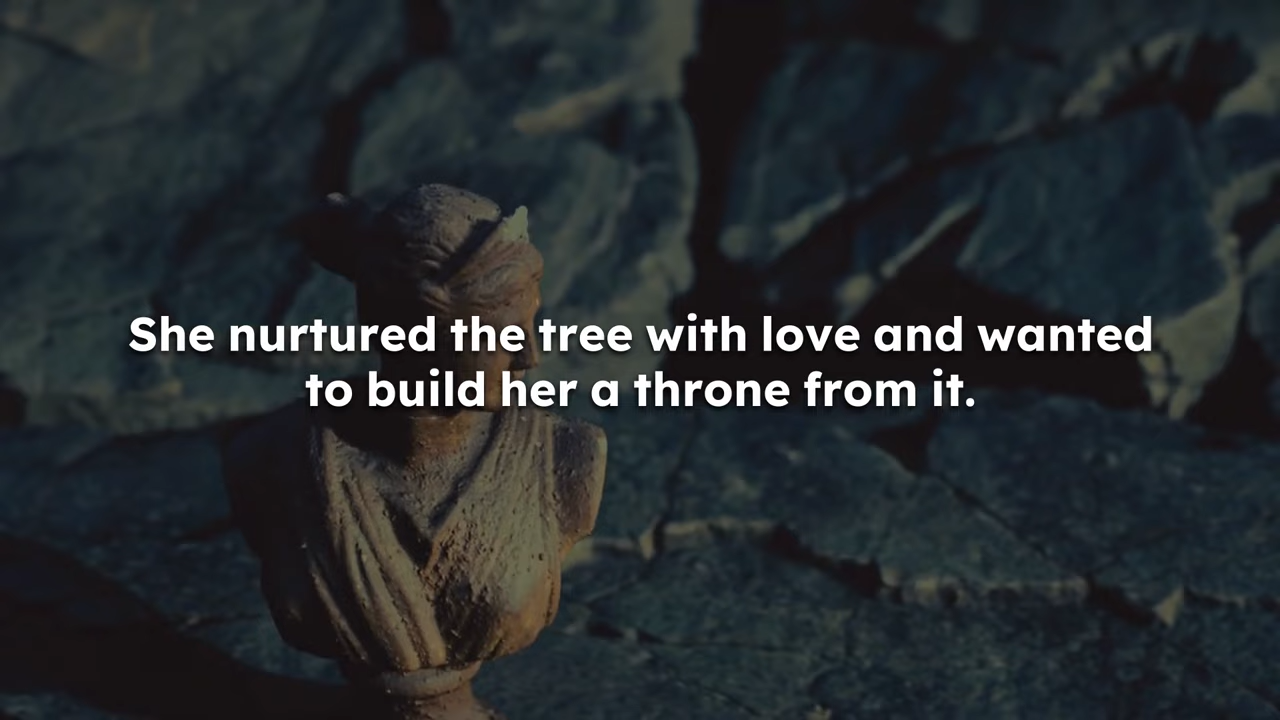 She nurtured the tree with love and wanted
to build her a throne from it.